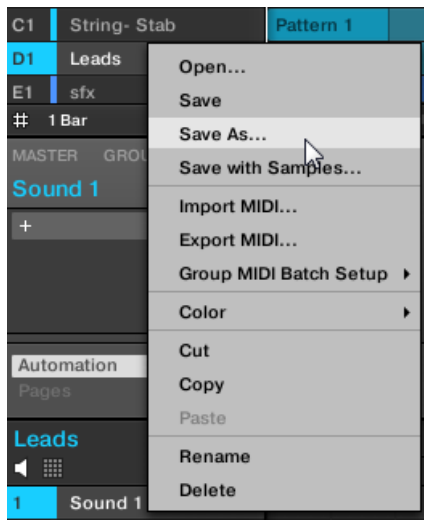 C1 String- Stab Pattern 1
D1 Leads
E1 sfx
1 Bar
MASTER
Sound 1
+
Automation
Pages
Leads
1 Sound 1
Open...
Save
Save As...
Save with Samples...
Import MIDI...
Export MIDI...
Group MIDI Batch Setup
Color
Cut
Copy
Paste
Rename
Delete